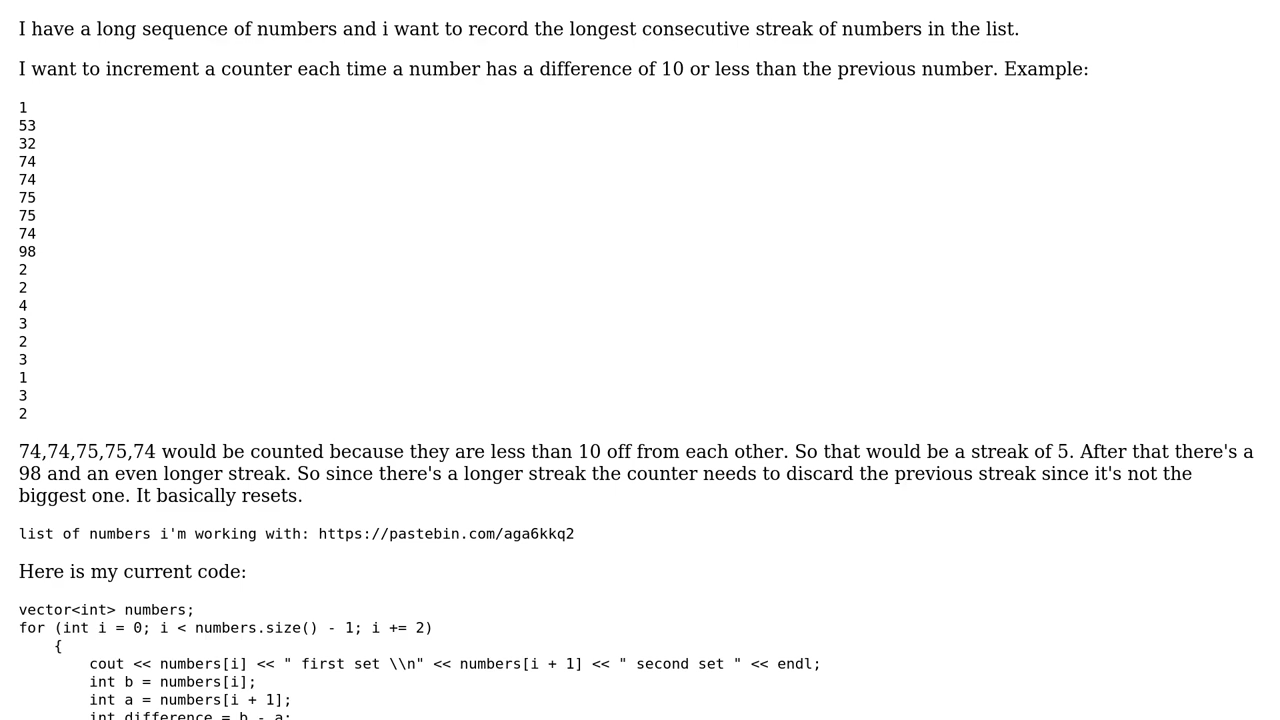 I have a long sequence of numbers and i want to record the longest consecutive streak of numbers in the list.
I want to increment a counter each time a number has a difference of 10 or less than the previous number. Example:
1
53
32
74
74
75
75
74
98
2
2
4
3
2
3
1
3
2
74,74,75,75,74 would be counted because they are less than 10 off from each other. So that would be a streak of 5. After that there's a
98 and an even longer streak. So since there's a longer streak the counter needs to discard the previous streak since it's not the
biggest one. It basically resets.
list of numbers i'm working with: https://pastebin.com/aga6kkq2
Here is my current code:
vector<int> numbers;
for (int i = 0; i < numbers.size() - 1; i += 2)
    {
        cout << numbers[i] << " first set \\n" << numbers[i + 1] << " second set " << endl;
        int b = numbers[i];
        int a = numbers[i + 1];
        int difference = b - a;